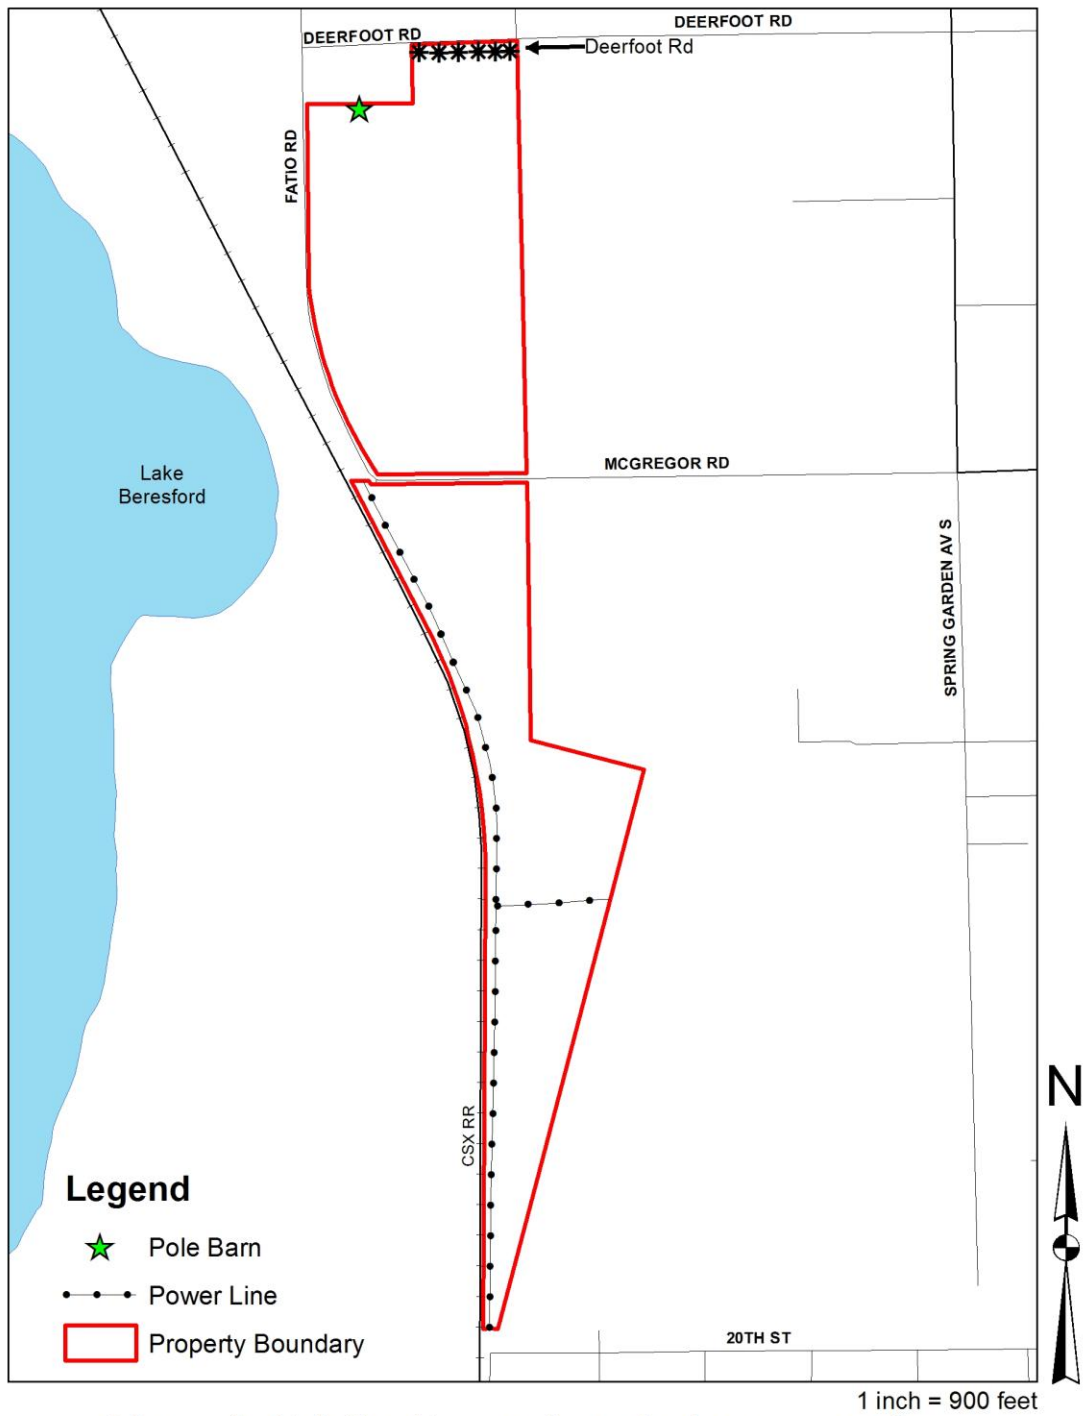 DEERFOOT RD
DEERFOOT RD
Deerfoot Rd
FATIO RD
Lake
Beresford
MCGREGOR RD
SPRING GARDEN AV S
CSX RR
N
Legend
Pole Barn
Power Line
Property Boundary
20TH ST
1 inch = 900 feet